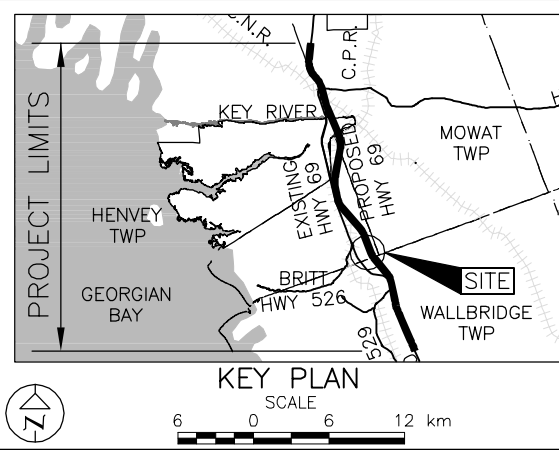 C.N.R.
C.P.R.
H
KEY RIVER
MOWAT
TWP
PROJECT LIMITS
EXISTING
HWY 69
PROPOSED
HWY 69
HENVEY
TWP
BRITT
HWY 526
SITE
GEORGIAN
BAY
WALLBRIDGE
TWP
529
KEY PLAN
SCALE
6 0 6 12 km
N